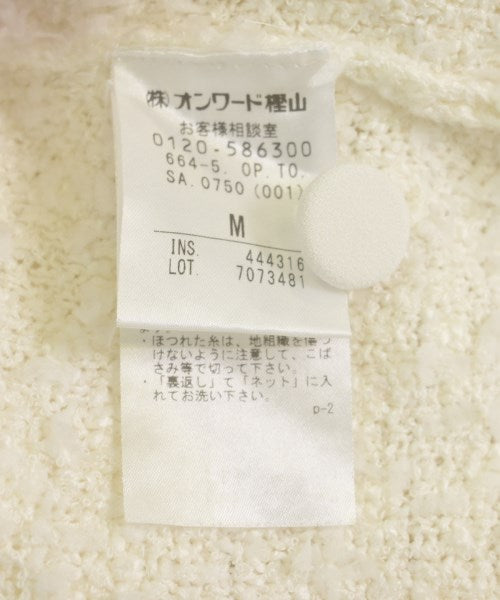 ㈱オンワード樫山
お客様相談室
0120-586300
664-5. OP. TO.
SA. 0750 (001)
M
INS. 444316
LOT. 7073481
・ほつれた糸は、地組織を傷つ
けないように注意して、こば
さみ等で切って下さい。
・「裏返し」て「ネット」に入
れてお洗い下さい。
p-2